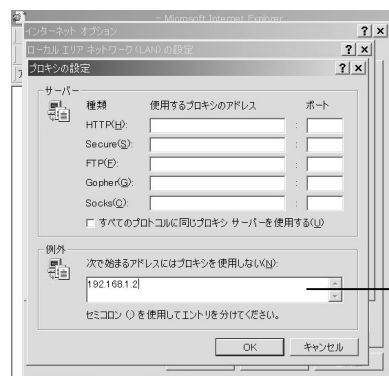 - Microsoft Internet Explorer
インターネット オプション
ローカル エリア ネットワーク (LAN) の設定
プロキシの設定
サーバー
種類 使用するプロキシのアドレス ポート
HTTP(H): :
Secure(S): :
FTP(F): :
Gopher(G): :
Socks(C): :
すべてのプロトコルに同じプロキシ サーバーを使用する(U)
例外
次で始まるアドレスにはプロキシを使用しない(N):
192.168.1.2
セミコロン (;) を使用してエントリを分けてください。
OK キャンセル